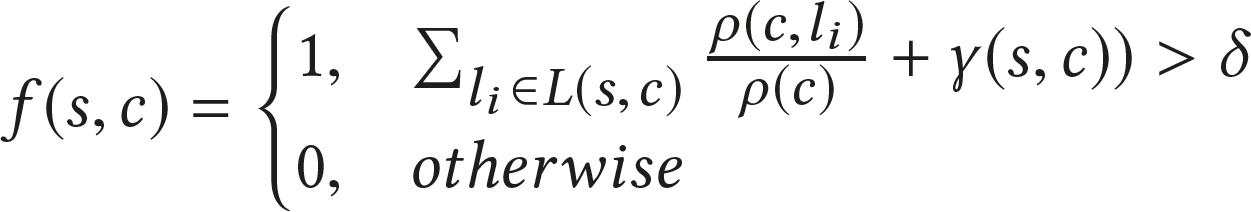 f(s, c) = { 1, ∑_{l_i ∈ L(s, c)} ρ(c, l_i) / ρ(c) + γ(s, c)) > δ
0, otherwise